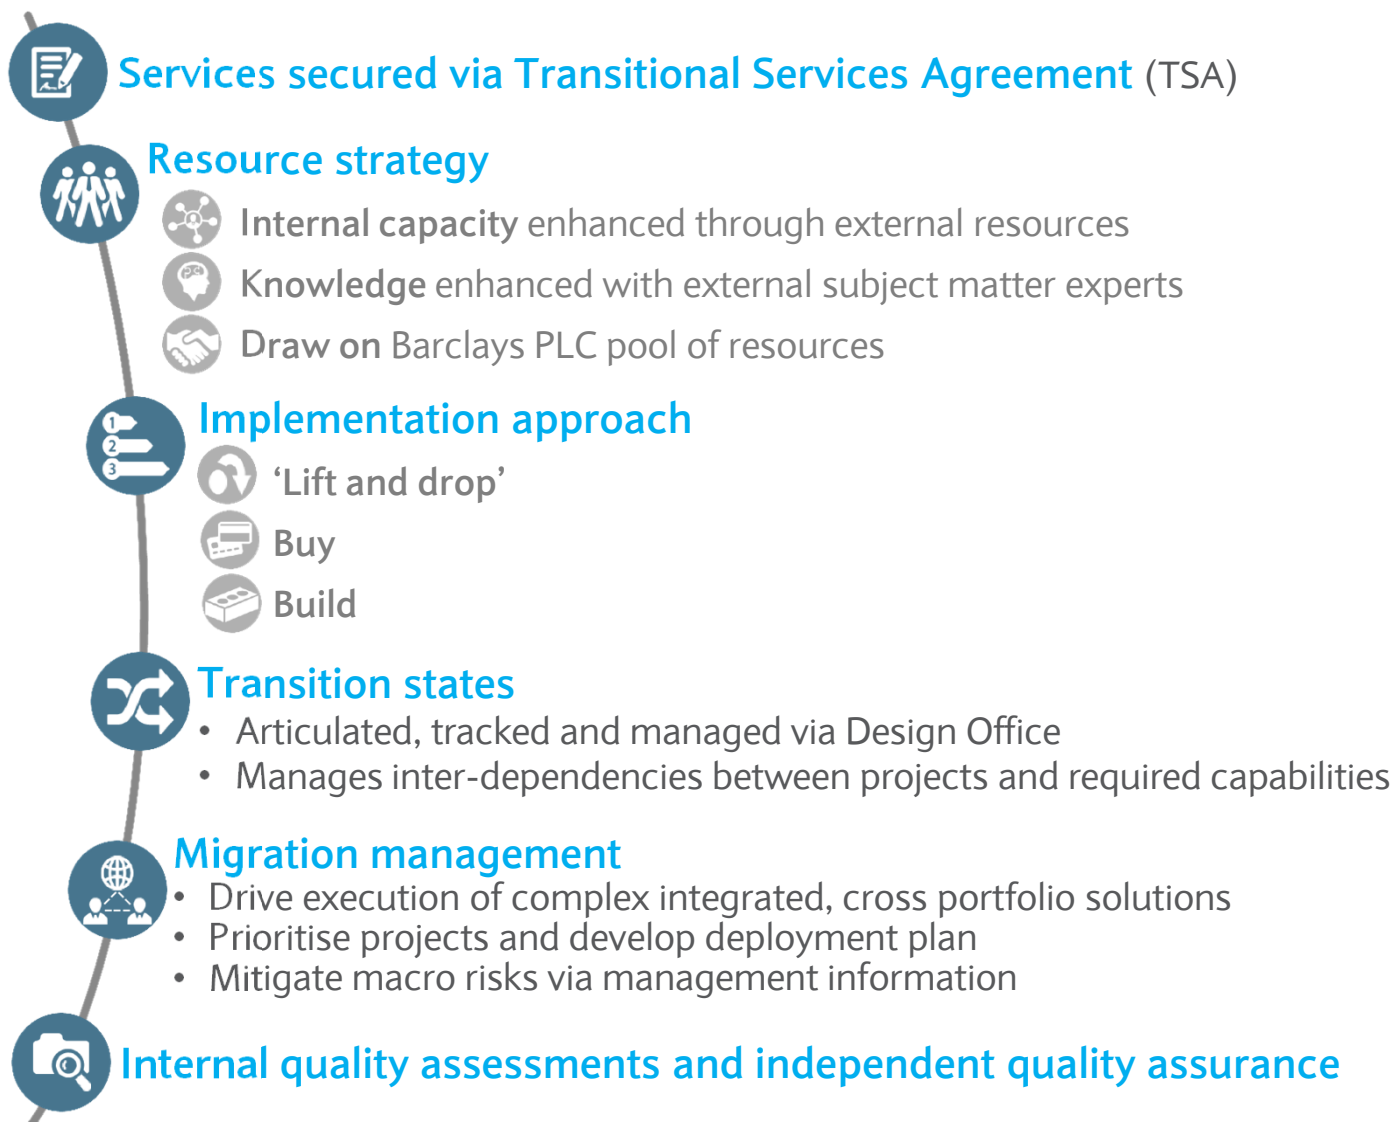 Services secured via Transitional Services Agreement (TSA)
Resource strategy
Internal capacity enhanced through external resources
Knowledge enhanced with external subject matter experts
Draw on Barclays PLC pool of resources
Implementation approach
1
2
3
‘Lift and drop’
Buy
Build
Transition states
• Articulated, tracked and managed via Design Office
• Manages inter-dependencies between projects and required capabilities
Migration management
• Drive execution of complex integrated, cross portfolio solutions
• Prioritise projects and develop deployment plan
• Mitigate macro risks via management information
Internal quality assessments and independent quality assurance